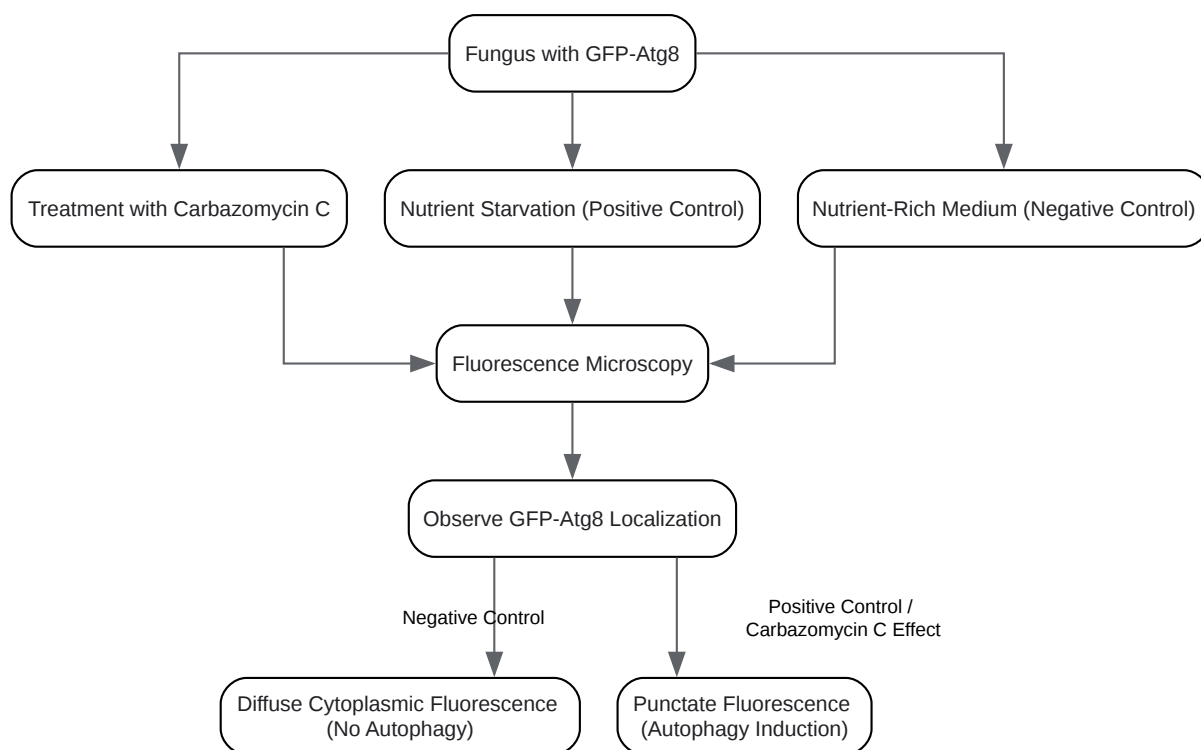 Fungus with GFP-Atg8
Treatment with Carbazomycin C
Nutrient Starvation (Positive Control)
Nutrient-Rich Medium (Negative Control)
Fluorescence Microscopy
Observe GFP-Atg8 Localization
Negative Control
Positive Control /
Carbazomycin C Effect
Diffuse Cytoplasmic Fluorescence
(No Autophagy)
Punctate Fluorescence
(Autophagy Induction)